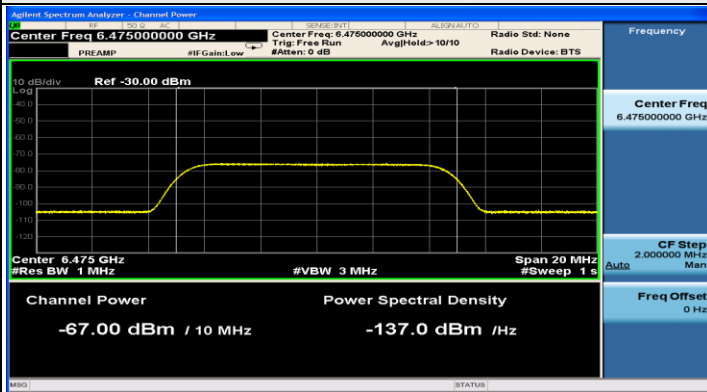 Agilent Spectrum Analyzer - Channel Power
LXI RF 50 Ω AC SENSE:INT ALIGNAUTO
Center Freq 6.475000000 GHz
Center Freq: 6.475000000 GHz
Radio Std: None
Trig: Free Run Avg|Hold:>10/10
PREAMP #IFGain:Low #Atten: 0 dB Radio Device: BTS
10 dB/div Ref -30.00 dBm
Log
-40.0
-50.0
-60.0
-70.0
-80.0
-90.0
-100
-110
-120
Center 6.475 GHz Span 20 MHz
#Res BW 1 MHz #VBW 3 MHz #Sweep 1 s
Channel Power Power Spectral Density
-67.00 dBm / 10 MHz -137.0 dBm /Hz
MSG STATUS
Frequency
Center Freq
6.475000000 GHz
CF Step
2.000000 MHz
Auto Man
Freq Offset
0 Hz